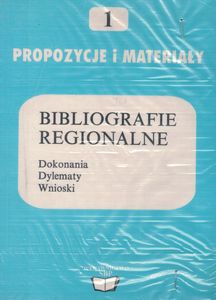 1
PROPOZYCJE i MATERIAŁY
BIBLIOGRAFIE
REGIONALNE
Dokonania
Dylematy
Wnioski